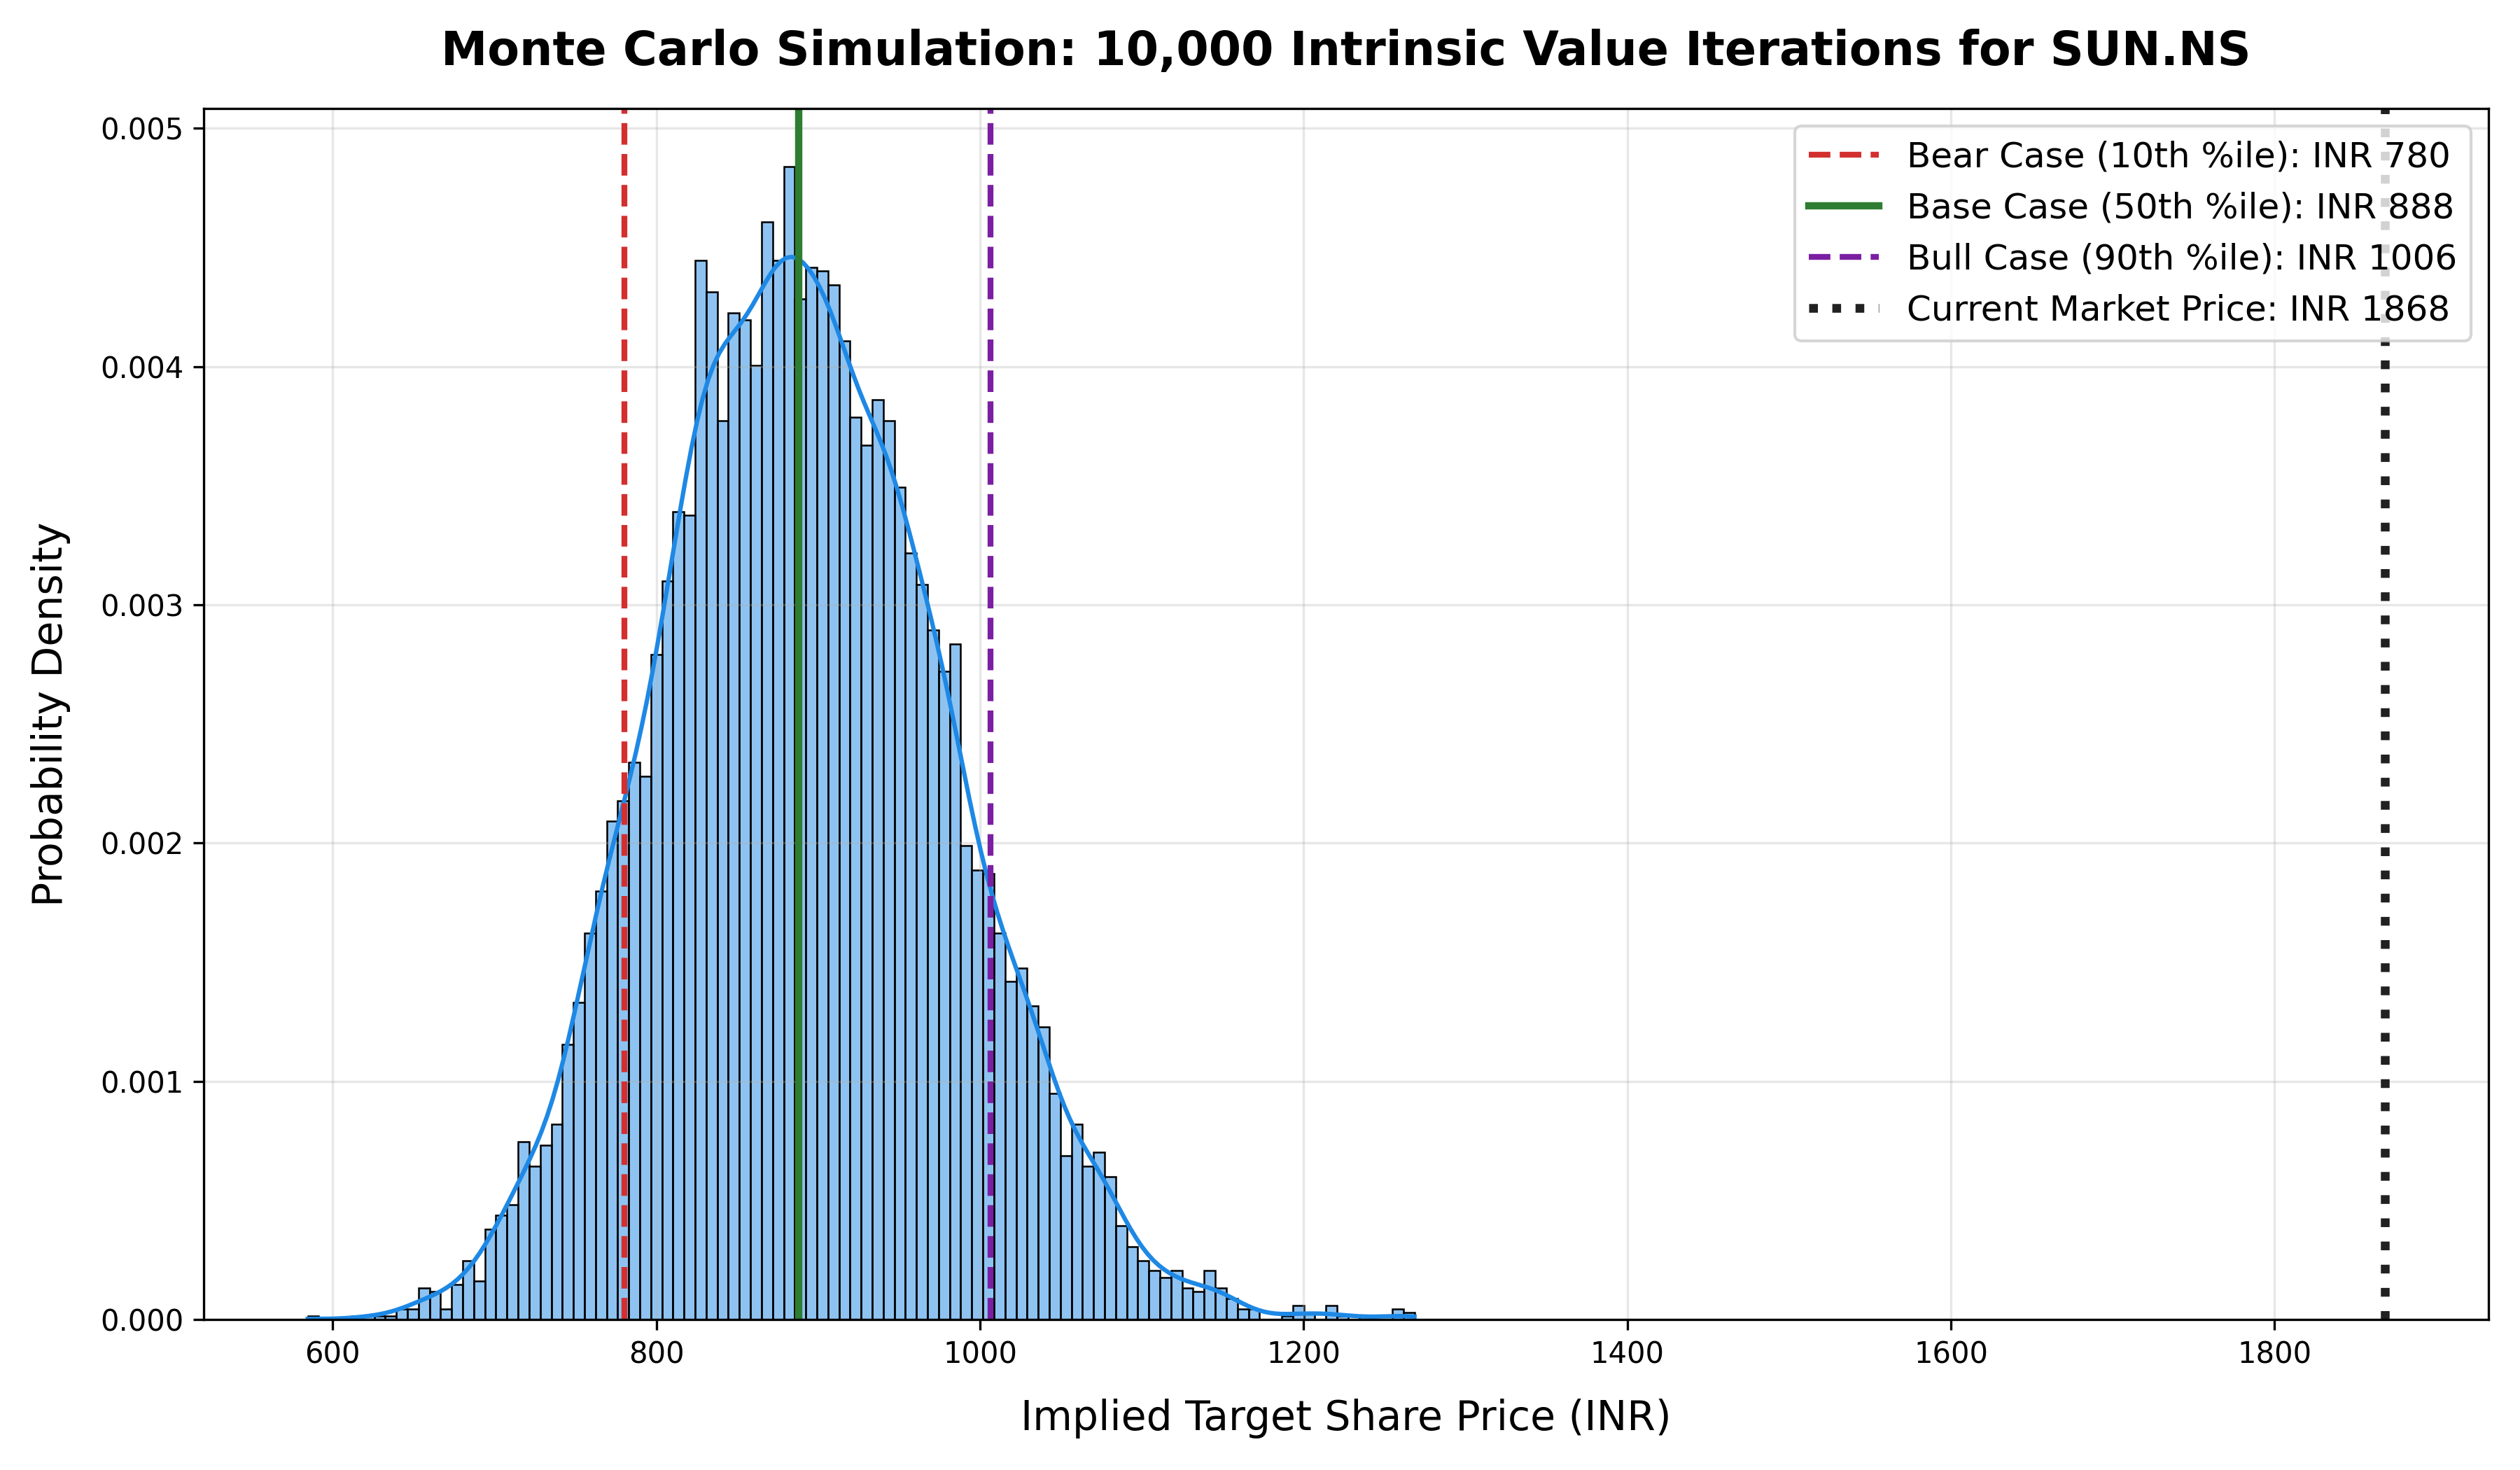 Monte Carlo Simulation: 10,000 Intrinsic Value Iterations for SUN.NS
Bear Case (10th %ile): INR 780
Base Case (50th %ile): INR 888
Bull Case (90th %ile): INR 1006
Current Market Price: INR 1868
Probability Density
0.005
0.004
0.003
0.002
0.001
0.000
600 800 1000 1200 1400 1600 1800
Implied Target Share Price (INR)